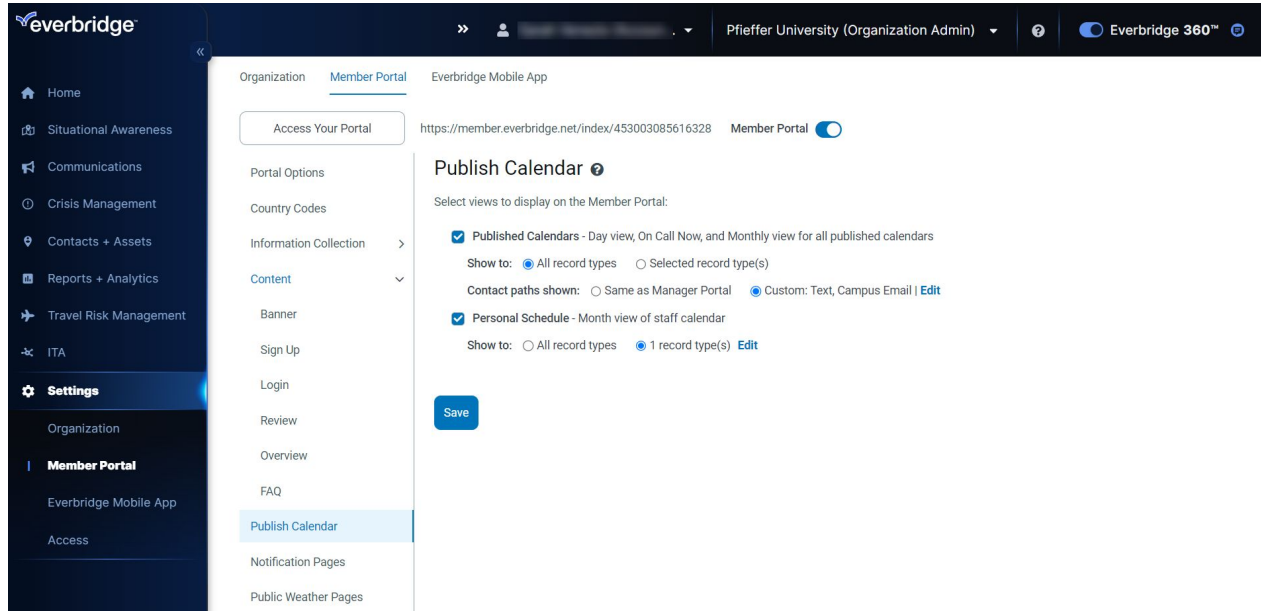 everbridge™
Pfieffer University (Organization Admin)
Everbridge 360™
Home
Situational Awareness
Communications
Crisis Management
Contacts + Assets
Reports + Analytics
Travel Risk Management
ITA
Settings
Organization
Member Portal
Everbridge Mobile App
Access
Organization Member Portal Everbridge Mobile App
Access Your Portal https://member.everbridge.net/index/453003085616328 Member Portal
Portal Options
Country Codes
Information Collection
Content
Banner
Sign Up
Login
Review
Overview
FAQ
Publish Calendar
Notification Pages
Public Weather Pages
Publish Calendar
Select views to display on the Member Portal:
Published Calendars - Day view, On Call Now, and Monthly view for all published calendars
Show to: All record types Selected record type(s)
Contact paths shown: Same as Manager Portal Custom: Text, Campus Email | Edit
Personal Schedule - Month view of staff calendar
Show to: All record types 1 record type(s) Edit
Save